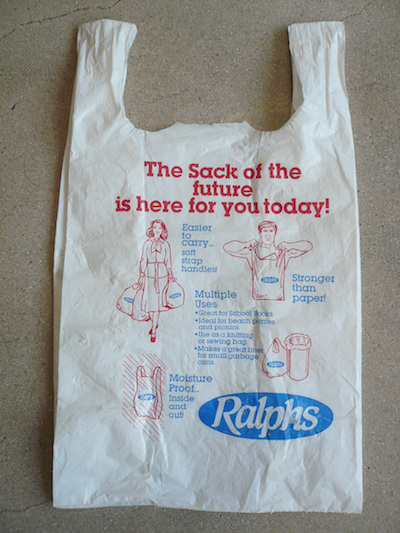 The Sack of the
future
is here for you today!
Easier
to
carry...
soft
strap
handles!
Ralphs
Stronger
than
paper!
Multiple
Uses
•Great for School Books
•Ideal for beach parties
and picnics
•Use as a knitting
or sewing bag
•Makes a great liner
for small garbage
cans
Moisture
Proof...
Inside
and
out!
Ralphs